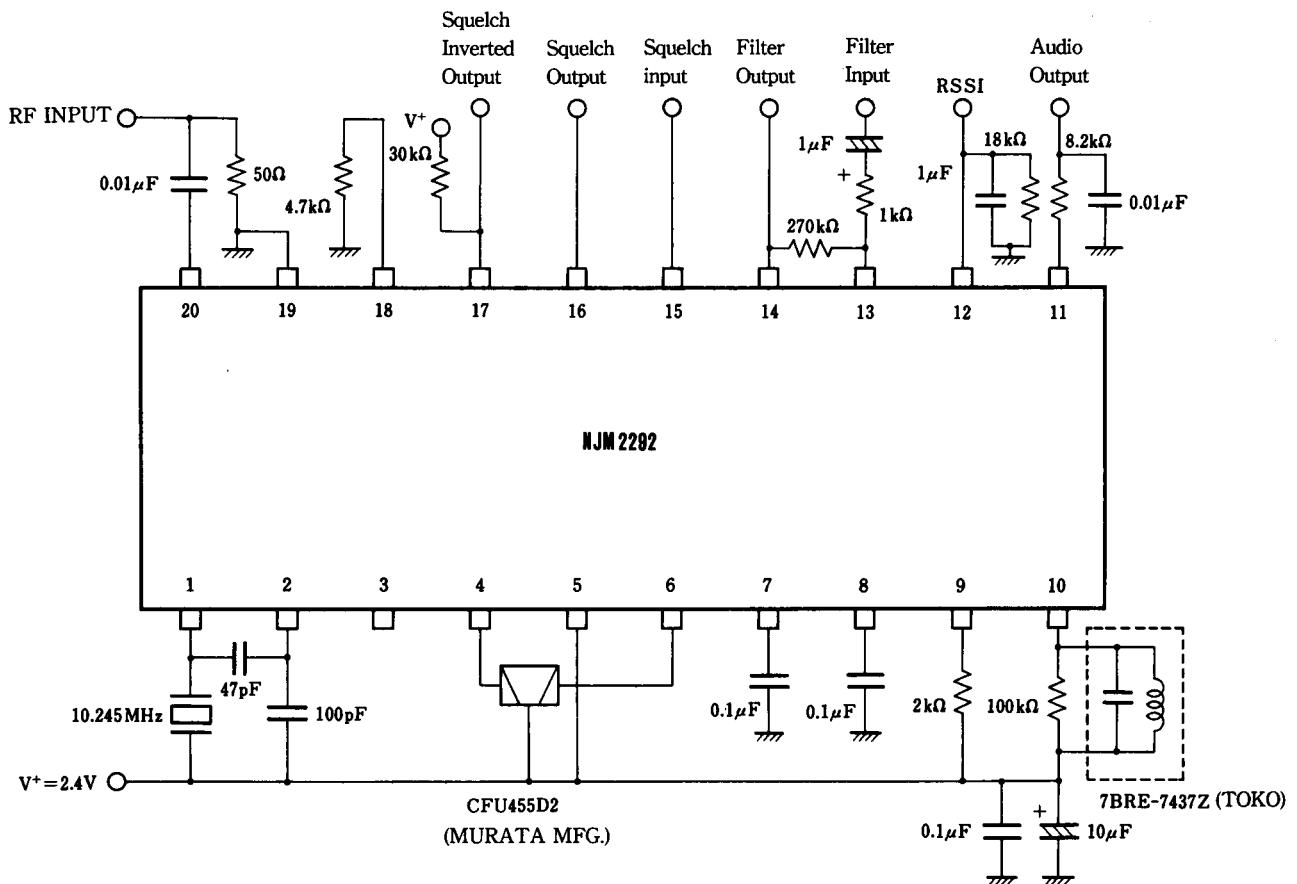 Squelch
Inverted
Output
Squelch
Output
Squelch
input
Filter
Output
Filter
Input
RSSI
Audio
Output
RF INPUT
V⁺
0.01μF
50Ω
4.7kΩ
30kΩ
1μF
+
1kΩ
270kΩ
1μF
18kΩ
8.2kΩ
0.01μF
20 19 18 17 16 15 14 13 12 11
NJM2292
1 2 3 4 5 6 7 8 9 10
47pF
10.245MHz
100pF
0.1μF
0.1μF
2kΩ
100kΩ
V⁺=2.4V
CFU455D2
(MURATA MFG.)
7BRE-7437Z (TOKO)
0.1μF
+
10μF